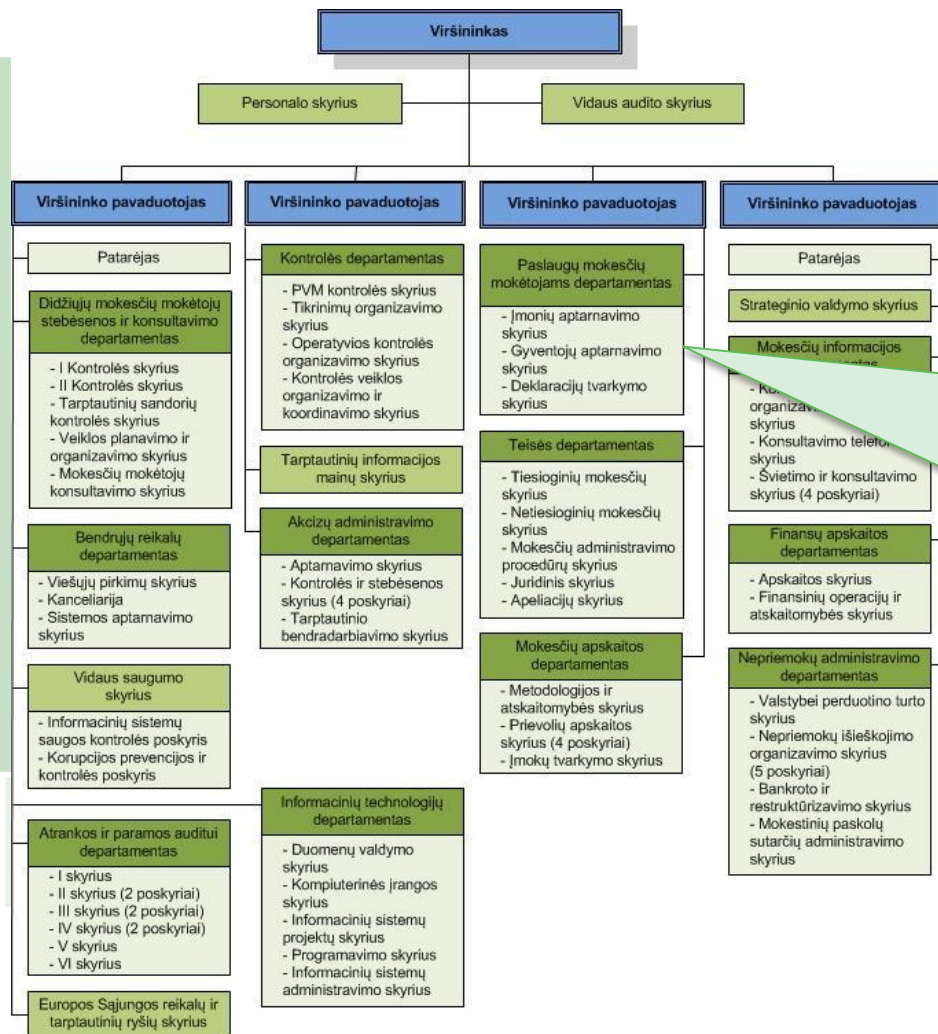 Viršininkas
Personalo skyrius
Vidaus audito skyrius
Viršininko pavaduotojas
Patarėjas
Didžiųjų mokesčių mokėtojų
stebėsenos ir konsultavimo
departamentas
- I Kontrolės skyrius
- II Kontrolės skyrius
- Tarptautinių sandorių
kontrolės skyrius
- Veiklos planavimo ir
organizavimo skyrius
- Mokesčių mokėtojų
konsultavimo skyrius
Bendrųjų reikalų
departamentas
- Viešųjų pirkimų skyrius
- Kanceliarija
- Sistemos aptarnavimo
skyrius
Vidaus saugumo
skyrius
- Informacinių sistemų
saugos kontrolės poskyris
- Korupcijos prevencijos ir
kontrolės poskyris
Atrankos ir paramos auditui
departamentas
- I skyrius
- II skyrius (2 poskyriai)
- III skyrius (2 poskyriai)
- IV skyrius (2 poskyriai)
- V skyrius
- VI skyrius
Europos Sąjungos reikalų ir
tarptautinių ryšių skyrius
Viršininko pavaduotojas
Kontrolės departamentas
- PVM kontrolės skyrius
- Tikrinimų organizavimo
skyrius
- Operatyvios kontrolės
organizavimo skyrius
- Kontrolės veiklos
organizavimo ir
koordinavimo skyrius
Tarptautinių informacijos
mainų skyrius
Akcizų administravimo
departamentas
- Aptarnavimo skyrius
- Kontrolės ir stebėsenos
skyrius (4 poskyriai)
- Tarptautinio
bendradarbiavimo skyrius
Informacinių technologijų
departamentas
- Duomenų valdymo
skyrius
- Kompiuterinės įrangos
skyrius
- Informacinių sistemų
projektų skyrius
- Programavimo skyrius
- Informacinių sistemų
administravimo skyrius
Viršininko pavaduotojas
Paslaugų mokesčių
mokėtojams departamentas
- Įmonių aptarnavimo
skyrius
- Gyventojų aptarnavimo
skyrius
- Deklaracijų tvarkymo
skyrius
Teisės departamentas
- Tiesioginių mokesčių
skyrius
- Netiesioginių mokesčių
skyrius
- Mokesčių administravimo
procedūrų skyrius
- Juridinis skyrius
- Apeliacijų skyrius
Mokesčių apskaitos
departamentas
- Metodologijos ir
atskaitomybės skyrius
- Prievolių apskaitos
skyrius (4 poskyriai)
- Įmokų tvarkymo skyrius
Viršininko pavaduotojas
Patarėjas
Strateginio valdymo skyrius
Mokesčių informacijos
organizavimo
skyrius
- Konsultavimo
skyrius
- Švietimo ir konsultavimo
skyrius (4 poskyriai)
Finansų apskaitos
departamentas
- Apskaitos skyrius
- Finansinių operacijų ir
atskaitomybės skyrius
Nepriemokų administravimo
departamentas
- Valstybei perduotino turto
skyrius
- Nepriemokų išieškojimo
organizavimo skyrius
(5 poskyriai)
- Bankroto ir
restruktūrizavimo skyrius
- Mokestinių paskolų
sutarčių administravimo
skyrius